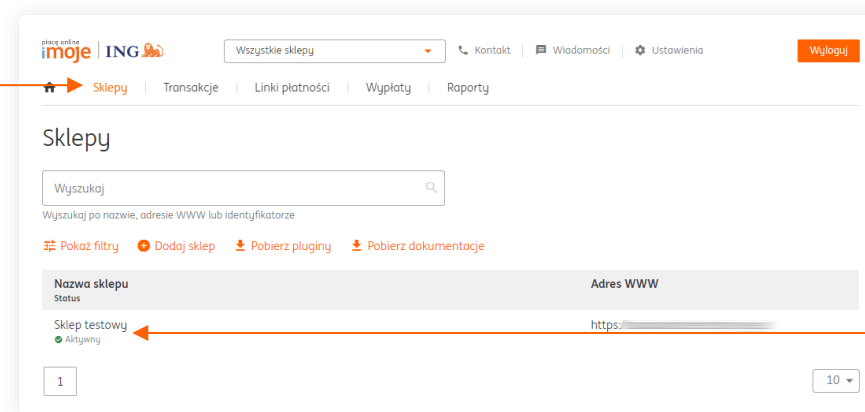 płacę online
imoje ING Wszystkie sklepy Kontakt Wiadomości Ustawienia Wyloguj
Sklepy Transakcje Linki płatności Wypłaty Raporty
Sklepy
Wyszukaj
Wyszukaj po nazwie, adresie WWW lub identyfikatorze
Pokaż filtry Dodaj sklep Pobierz pluginy Pobierz dokumentacje
Nazwa sklepu Adres WWW
Status
Sklep testowy https:
Aktywny
1 10